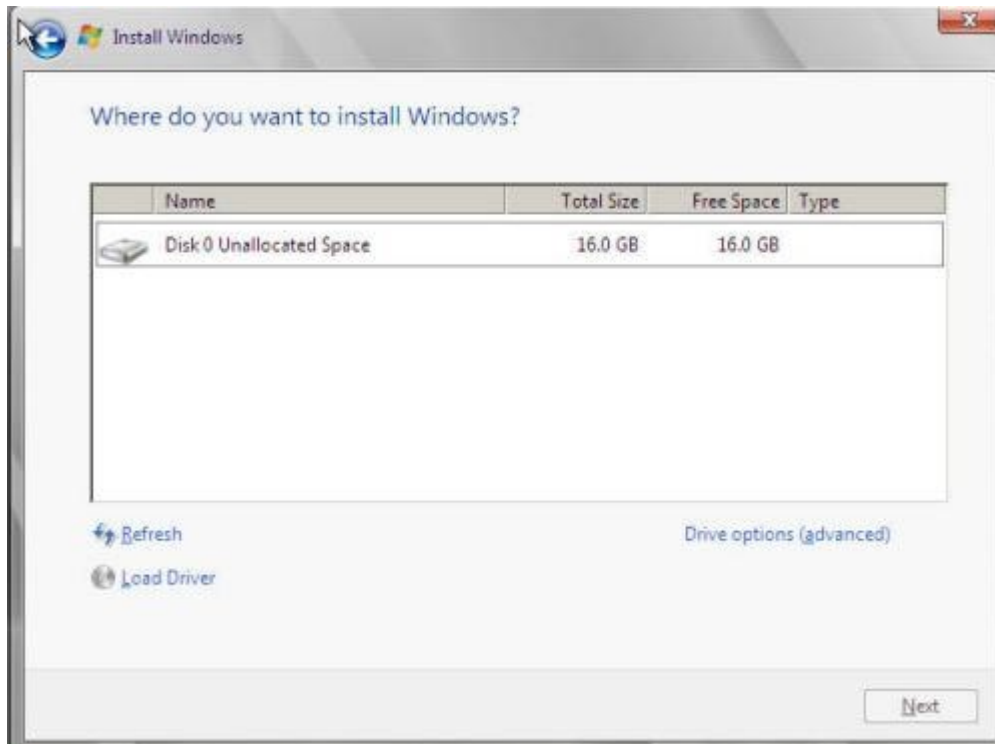 Install Windows
Where do you want to install Windows?
Name Total Size Free Space Type
Disk 0 Unallocated Space 16.0 GB 16.0 GB
Refresh Drive options (advanced)
Load Driver
Next